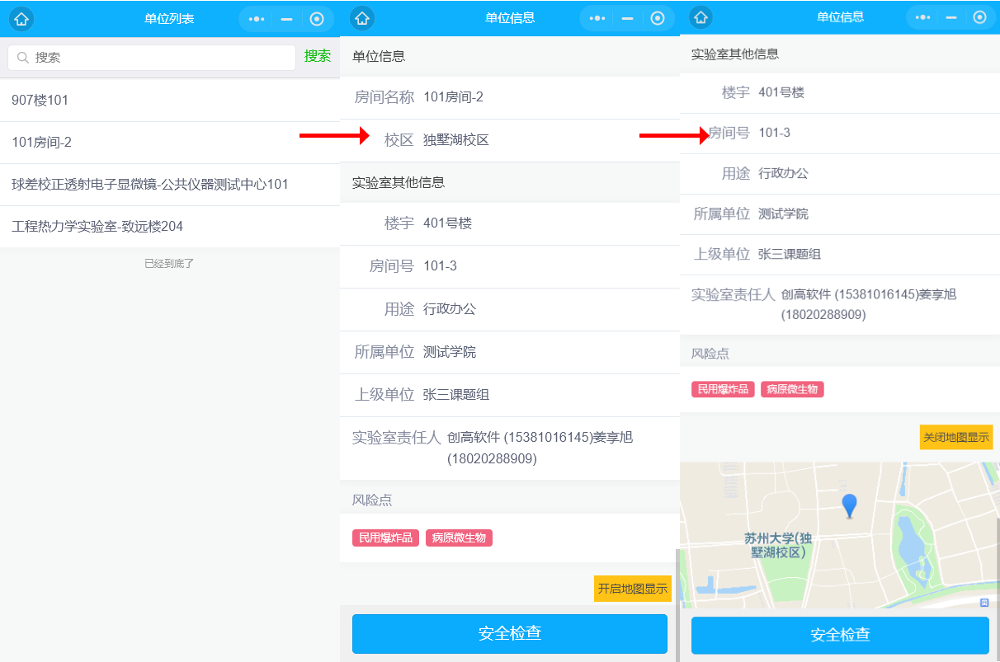 单位列表
搜索
搜索
907楼101
101房间-2
球差校正透射电子显微镜-公共仪器测试中心101
工程热力学实验室-致远楼204
已经到底了
单位信息
单位信息
房间名称 101房间-2
校区 独墅湖校区
实验室其他信息
楼宇 401号楼
房间号 101-3
用途 行政办公
所属单位 测试学院
上级单位 张三课题组
实验室责任人 创高软件 (15381016145)姜享旭
(18020288909)
风险点
民用爆炸品 病原微生物
开启地图显示
安全检查
单位信息
实验室其他信息
楼宇 401号楼
房间号 101-3
用途 行政办公
所属单位 测试学院
上级单位 张三课题组
实验室责任人 创高软件 (15381016145)姜享旭
(18020288909)
风险点
民用爆炸品 病原微生物
关闭地图显示
苏州大学(独
墅湖校区)
安全检查